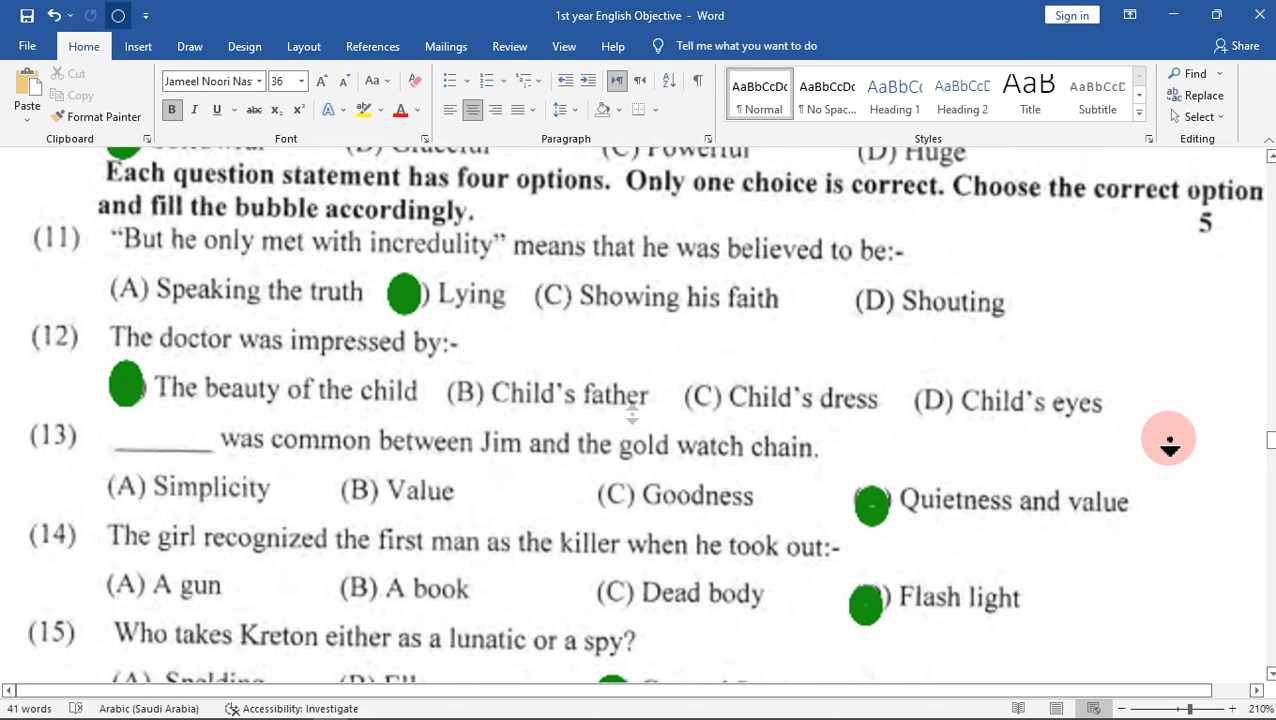 1st year English Objective - Word
Sign in
File Home Insert Draw Design Layout References Mailings Review View Help Tell me what you want to do Share
Paste Cut Copy Format Painter Clipboard
Jameel Noori Nas 36 Aa Font
B I U abc x₂ x² A A
Paragraph
AaBbCcDc AaBbCcDc AaBbCc AaBbCcD AaB AaBbCcD
¶ Normal ¶ No Spac... Heading 1 Heading 2 Title Subtitle Styles
Find Replace Select Editing
(B) Graceful (C) Powerful (D) Huge
Each question statement has four options. Only one choice is correct. Choose the correct option
and fill the bubble accordingly. 5
(11) "But he only met with incredulity" means that he was believed to be:-
(A) Speaking the truth ) Lying (C) Showing his faith (D) Shouting
(12) The doctor was impressed by:-
The beauty of the child (B) Child's father (C) Child's dress (D) Child's eyes
(13) ________ was common between Jim and the gold watch chain.
(A) Simplicity (B) Value (C) Goodness Quietness and value
(14) The girl recognized the first man as the killer when he took out:-
(A) A gun (B) A book (C) Dead body ) Flash light
(15) Who takes Kreton either as a lunatic or a spy?
(A) Spelding
41 words Arabic (Saudi Arabia) Accessibility: Investigate 210%